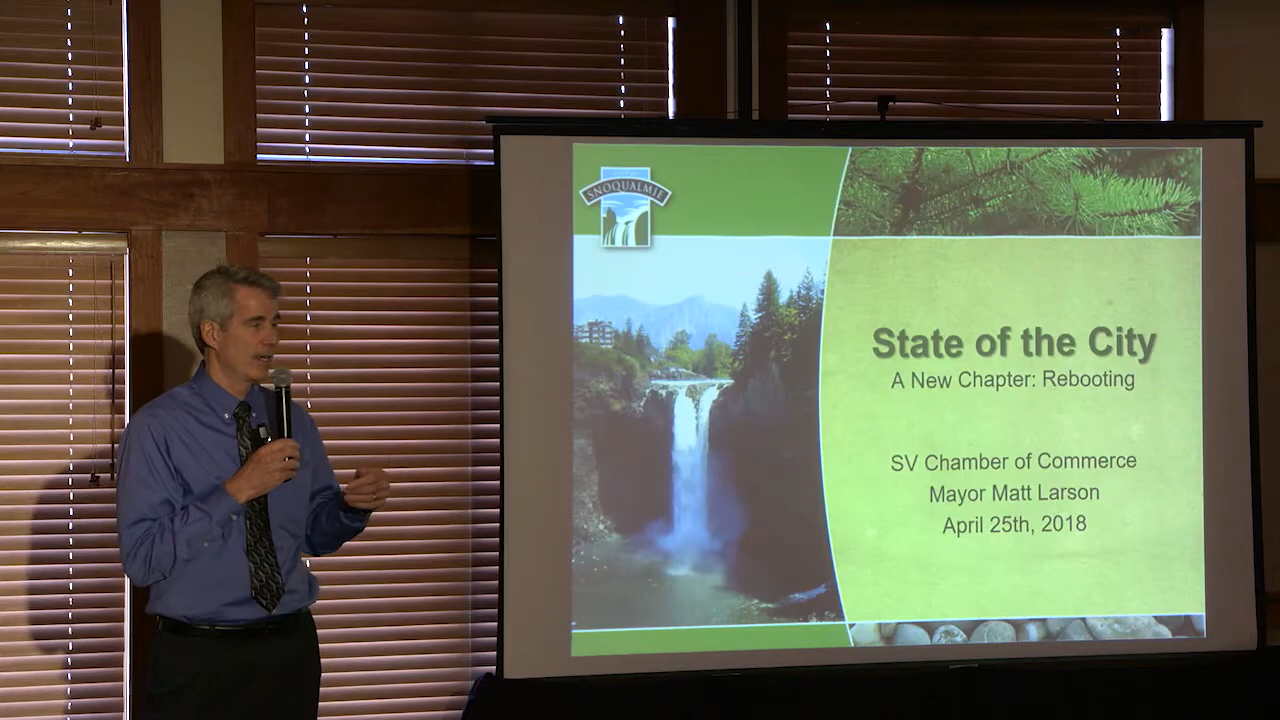 SNOQUALMIE
State of the City
A New Chapter: Rebooting
SV Chamber of Commerce
Mayor Matt Larson
April 25th, 2018